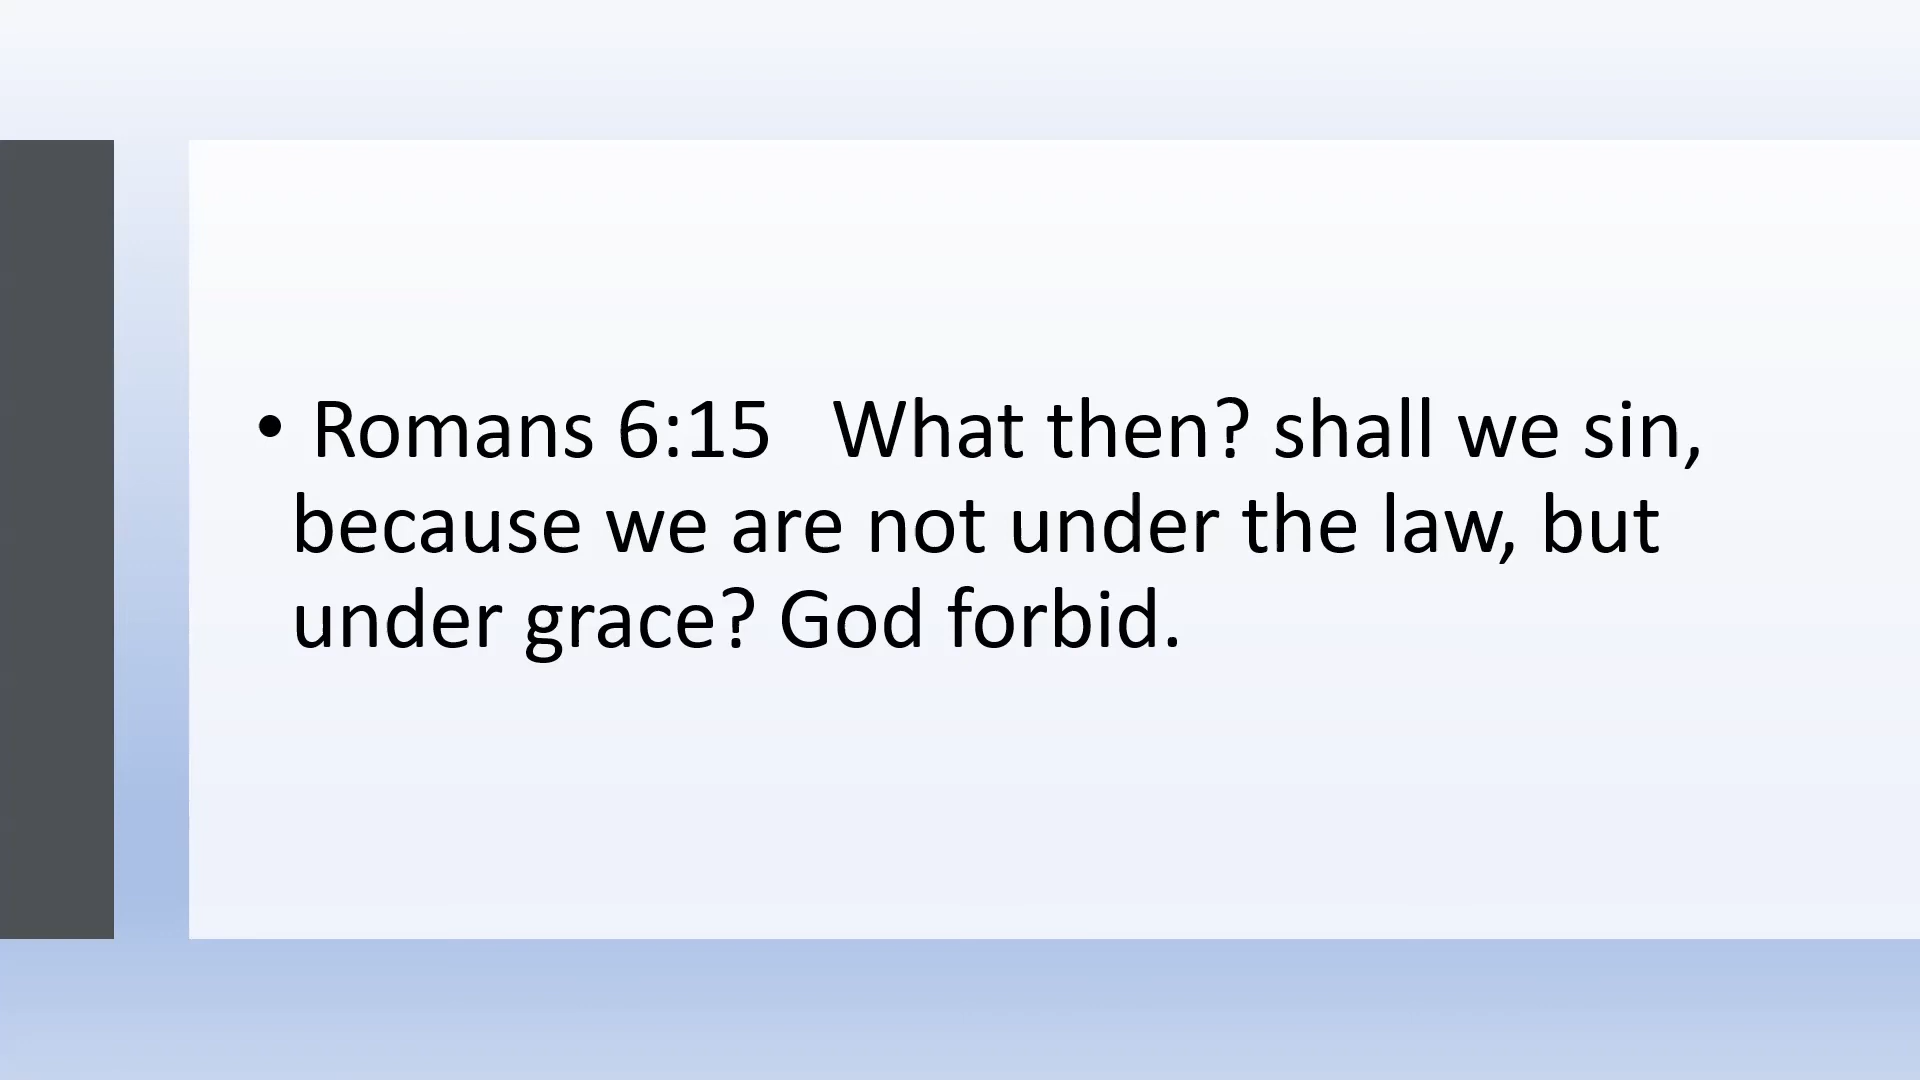 • Romans 6:15   What then? shall we sin,
because we are not under the law, but
under grace? God forbid.